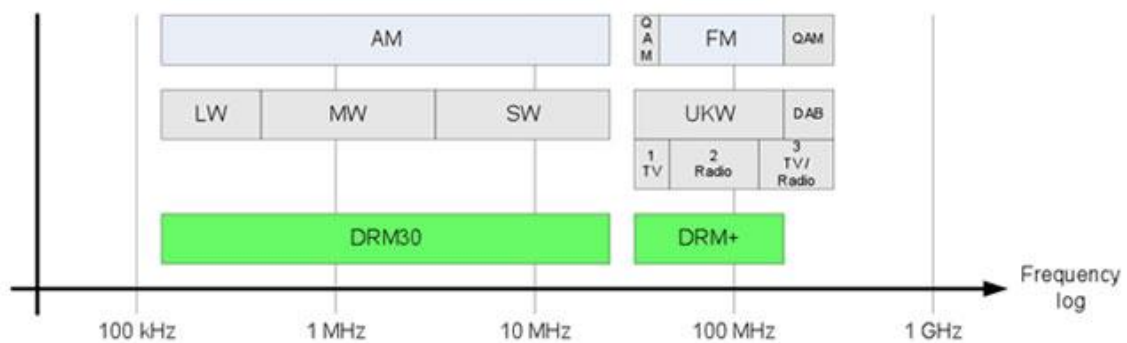 AM
Q
A
M
FM
QAM
LW
MW
SW
UKW
DAB
1
TV
2
Radio
3
TV/
Radio
DRM30
DRM+
Frequency
log
100 kHz
1 MHz
10 MHz
100 MHz
1 GHz